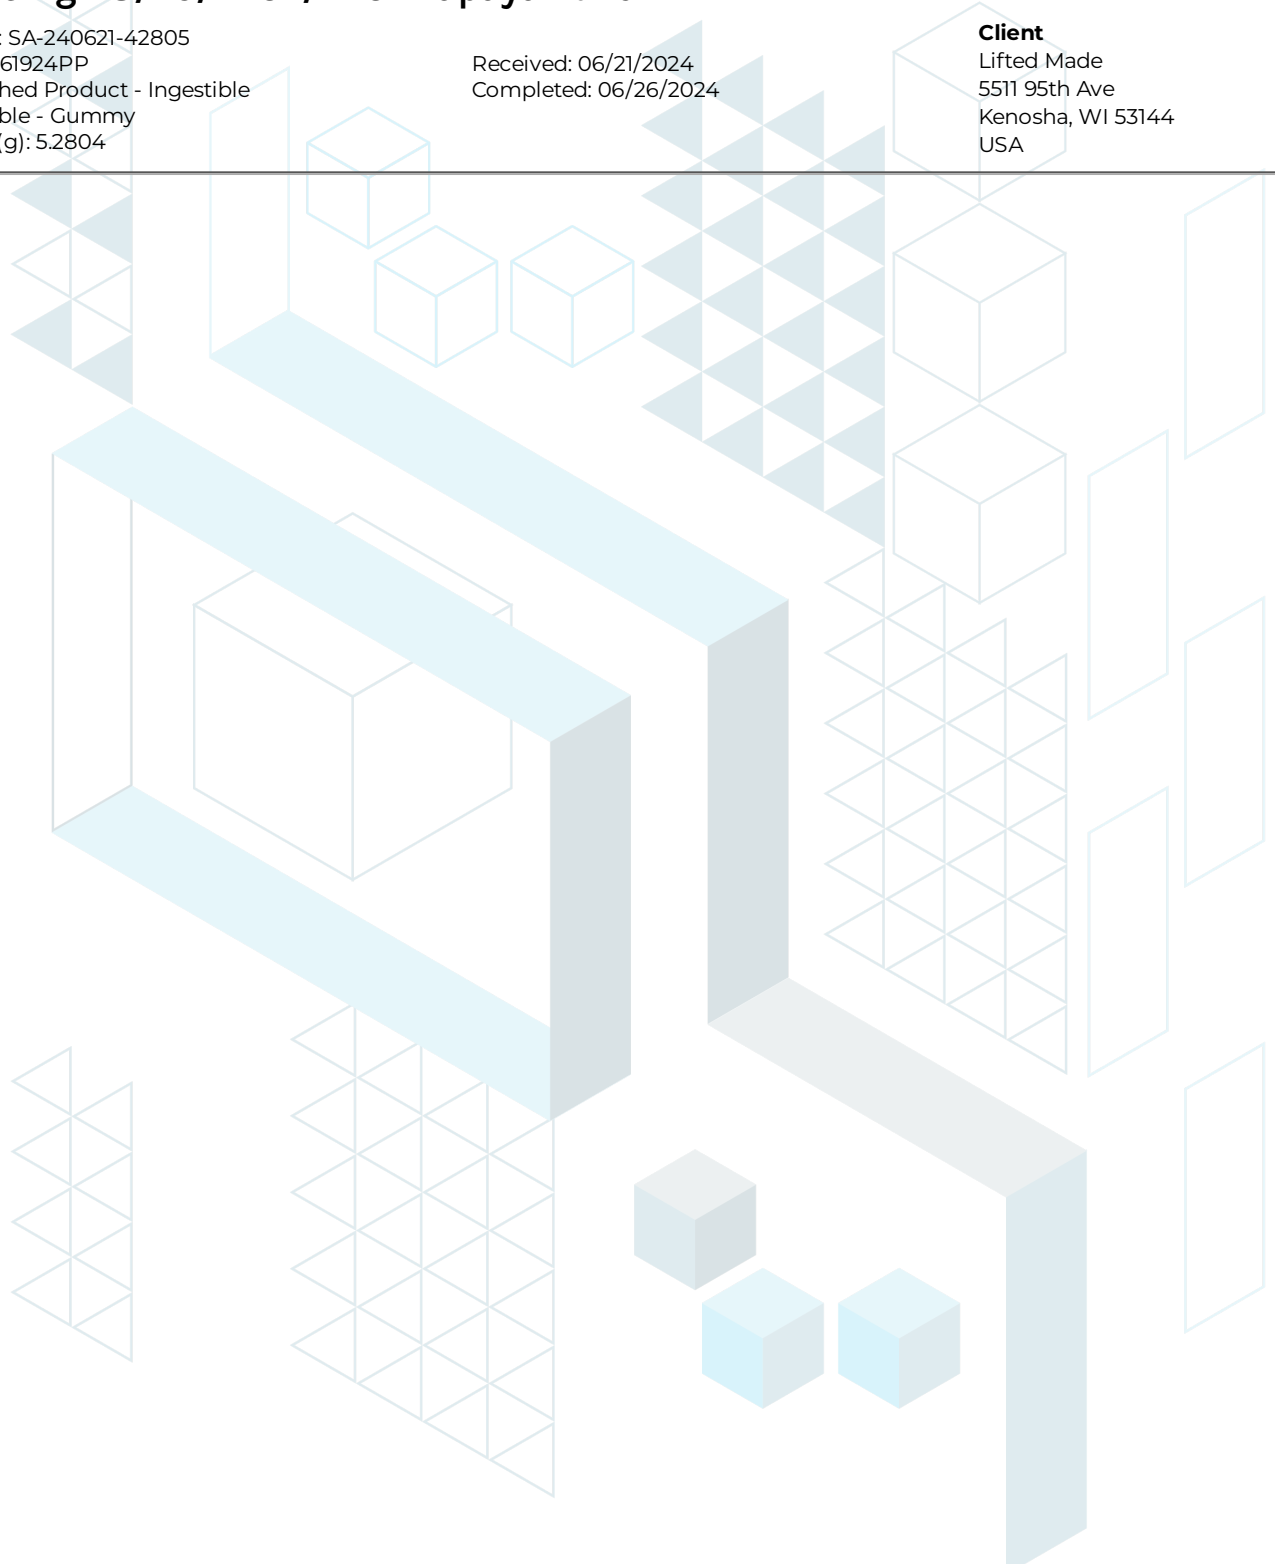 : SA-240621-42805
61924PP
hed Product - Ingestible
ble - Gummy
(g): 5.2804
Received: 06/21/2024
Completed: 06/26/2024
Client
Lifted Made
5511 95th Ave
Kenosha, WI 53144
USA